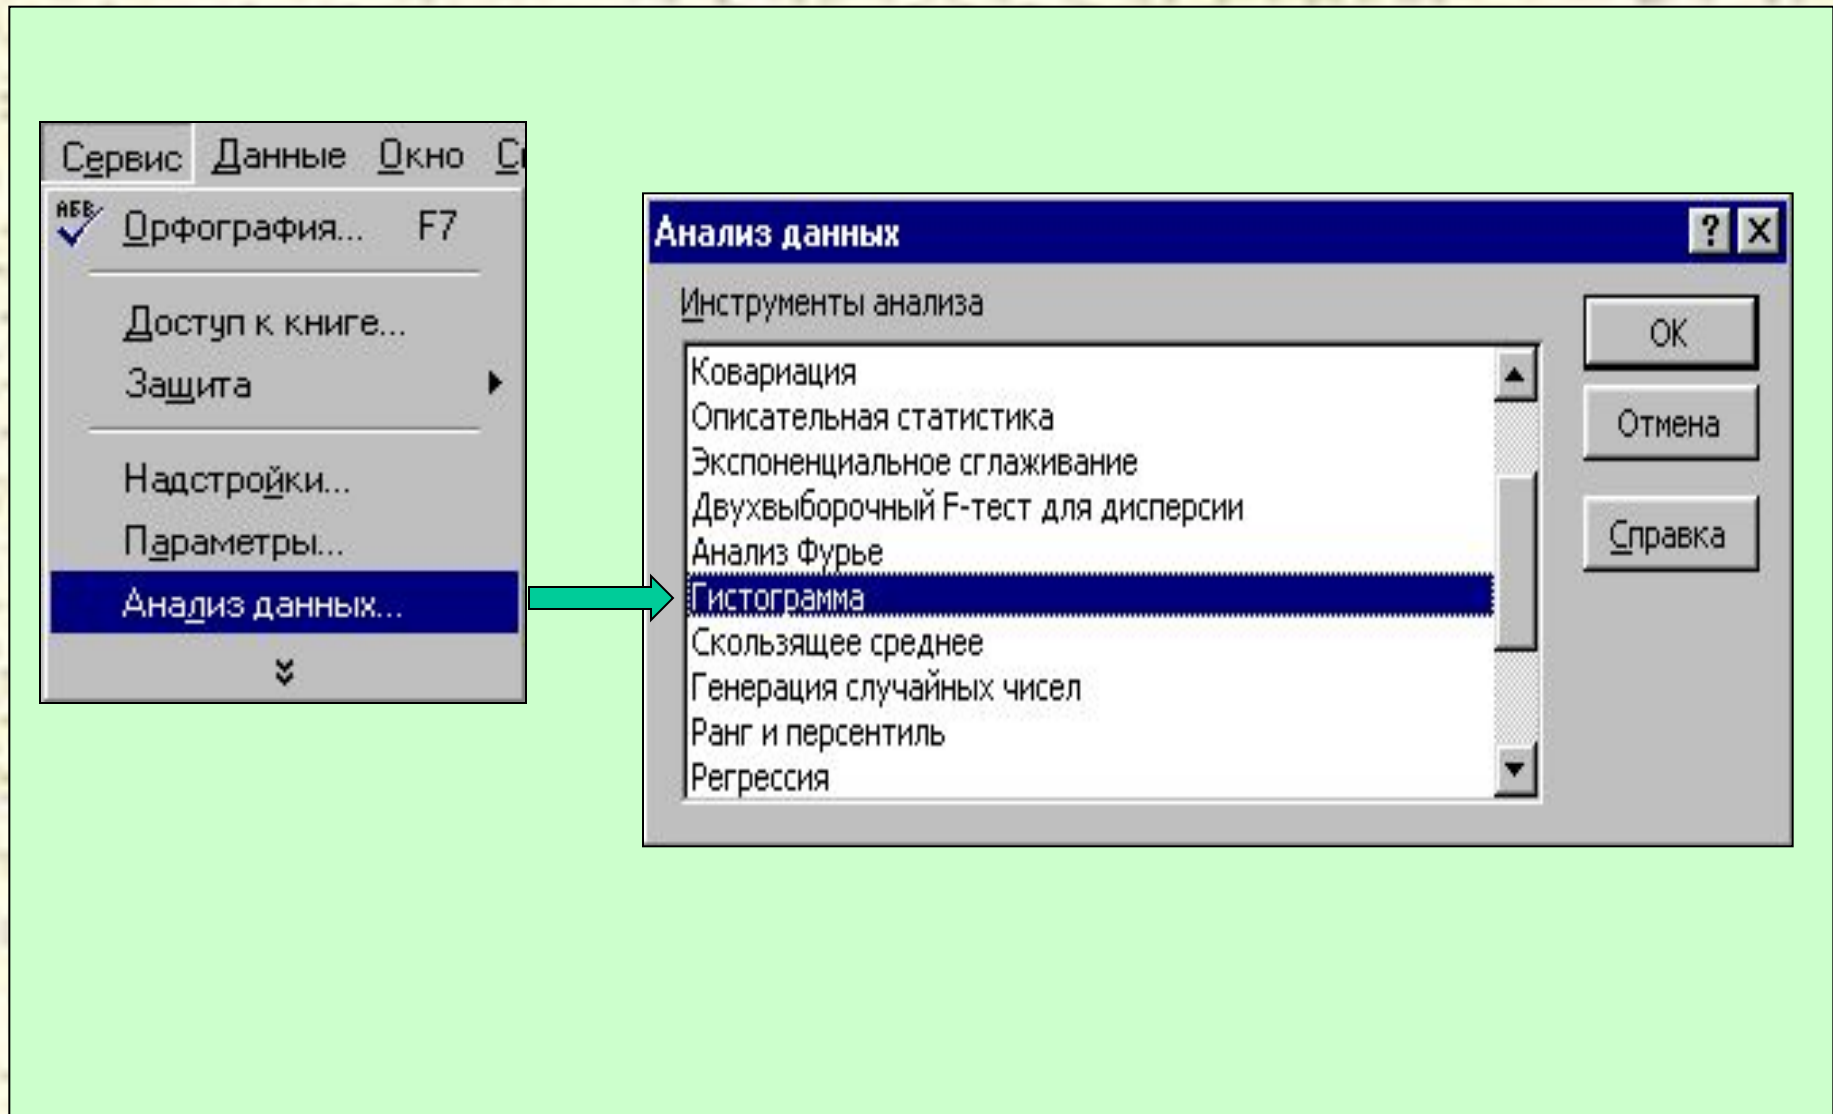 Сервис Данные Окно
АБВ
Орфография... F7
Доступ к книге...
Защита
Надстройки...
Параметры...
Анализ данных...
Анализ данных
Инструменты анализа
Ковариация
Описательная статистика
Экспоненциальное сглаживание
Двухвыборочный F-тест для дисперсии
Анализ Фурье
Гистограмма
Скользящее среднее
Генерация случайных чисел
Ранг и персентиль
Регрессия
OK
Отмена
Справка